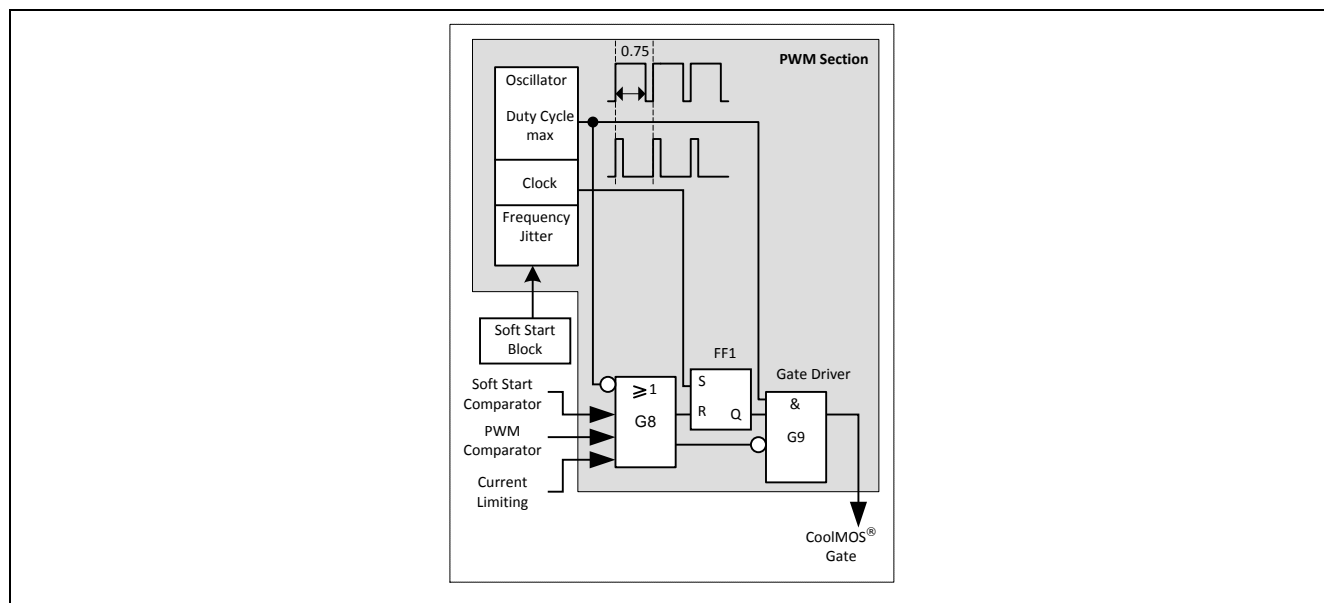 0.75
PWM Section
Oscillator
Duty Cycle
max
Clock
Frequency
Jitter
Soft Start
Block
FF1
Gate Driver
Soft Start
Comparator
PWM
Comparator
Current
Limiting
⩾1
G8
S
R Q
&
G9
CoolMOS®
Gate